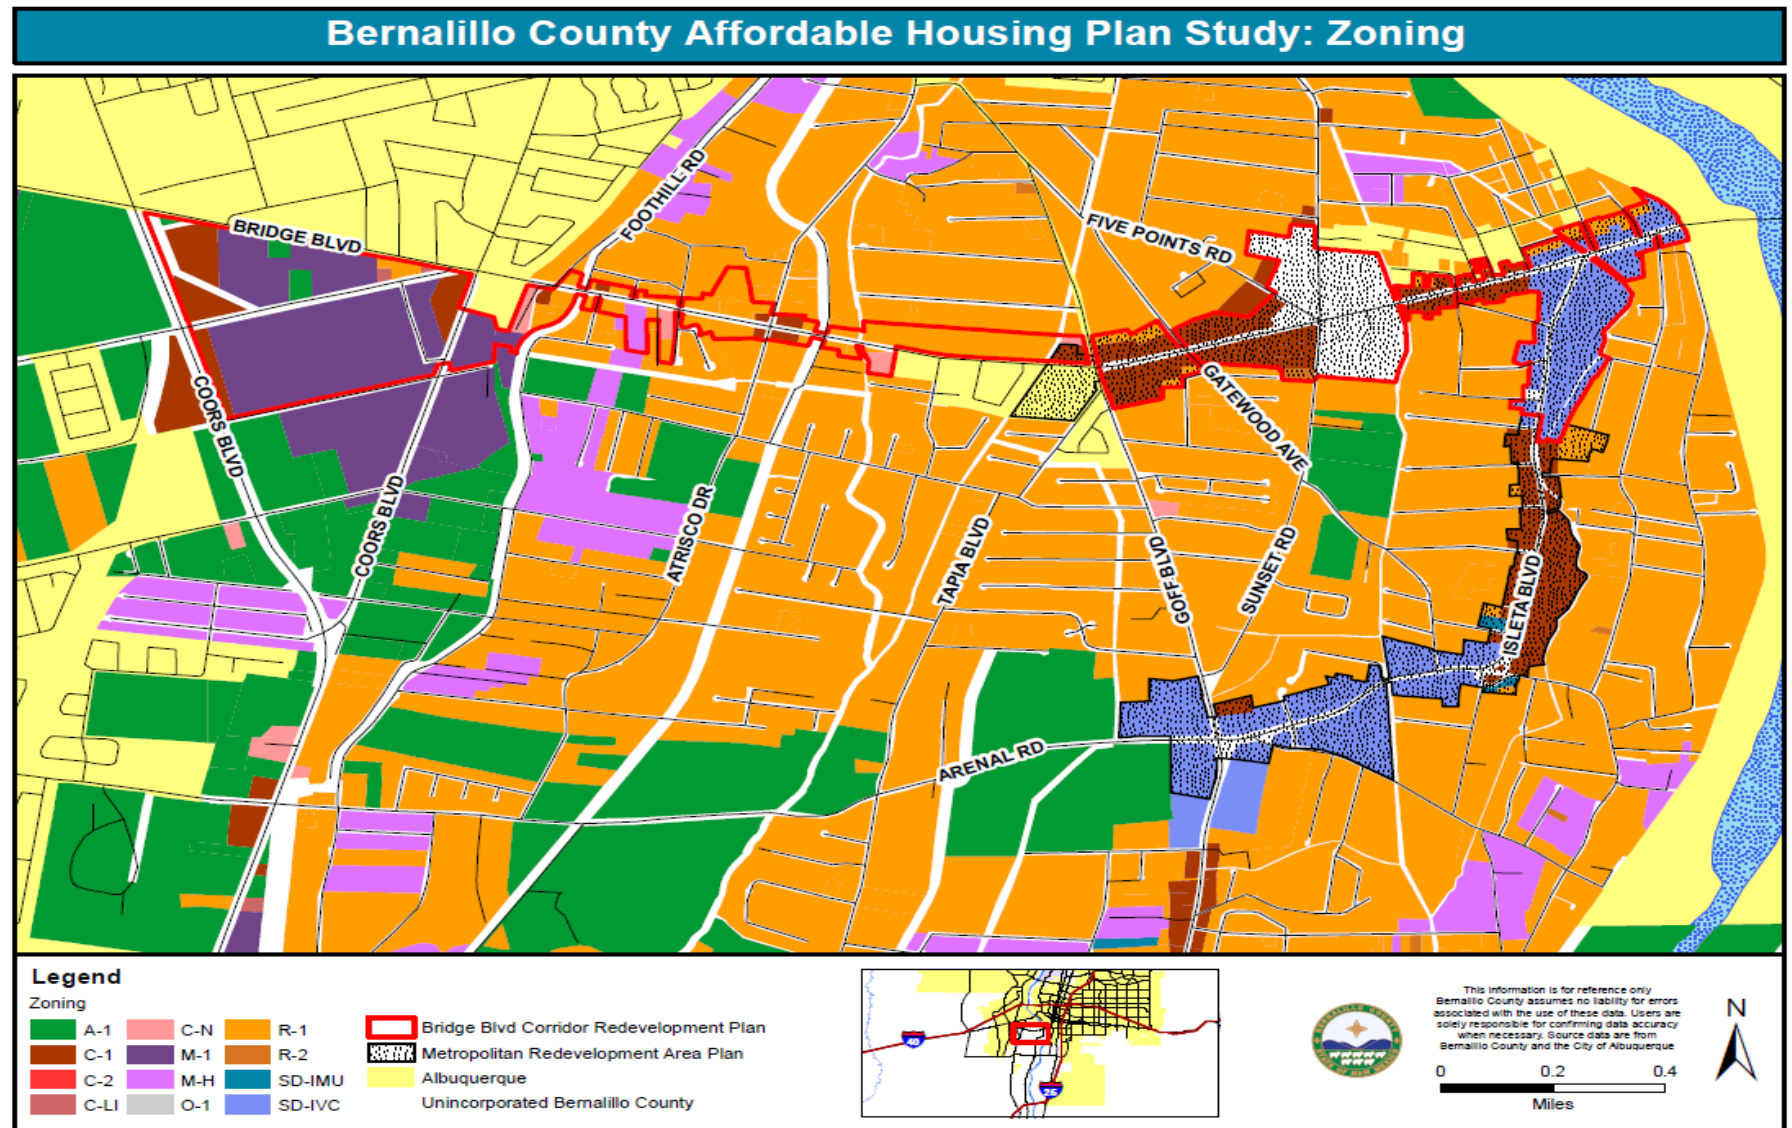 Bernalillo County Affordable Housing Plan Study: Zoning
BRIDGE BLVD
FOOTHILL RD
FIVE POINTS RD
COORS BLVD
COORS BLVD
ATRISCO DR
TAPIA BLVD
GOFF BLVD
SUNSET RD
GATEWOOD AVE
ISLETA BLVD
ARENAL RD
Legend
Zoning
A-1
C-1
C-2
C-LI
C-N
M-1
M-H
O-1
R-1
R-2
SD-IMU
SD-IVC
Bridge Blvd Corridor Redevelopment Plan
Metropolitan Redevelopment Area Plan
Albuquerque
Unincorporated Bernalillo County
40
25
This information is for reference only
Bernalillo County assumes no liability for errors
associated with the use of these data. Users are
solely responsible for confirming data accuracy
when necessary. Source data are from
Bernalillo County and the City of Albuquerque
0 0.2 0.4
Miles
N